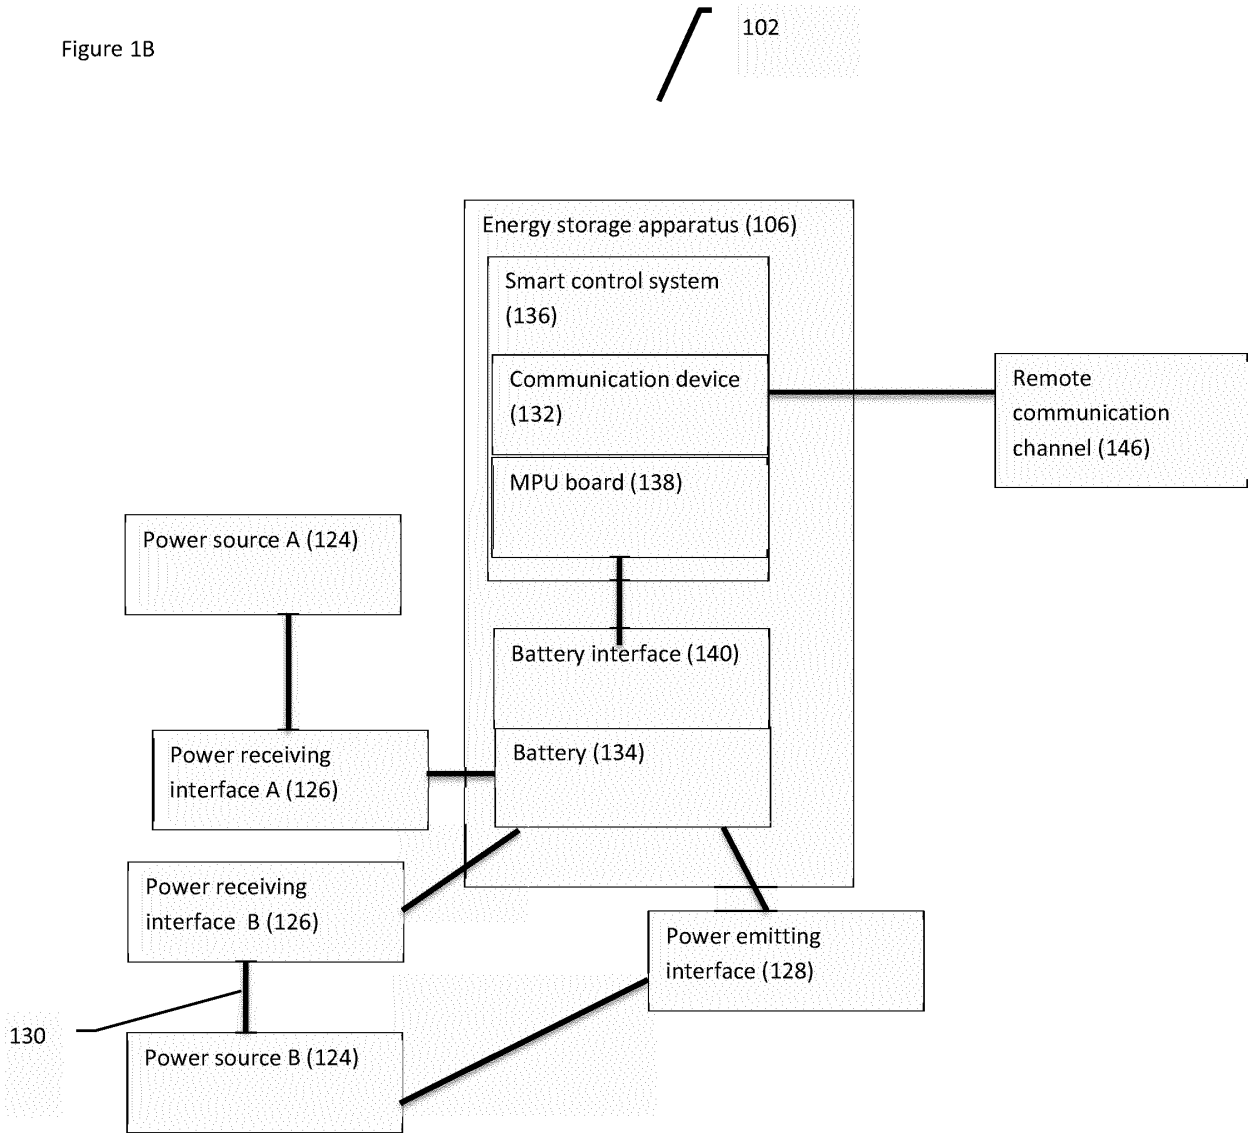 Figure 1B
102
Energy storage apparatus (106)
Smart control system
(136)
Communication device
(132)
MPU board (138)
Remote
communication
channel (146)
Power source A (124)
Battery interface (140)
Battery (134)
Power receiving
interface A (126)
Power receiving
interface  B (126)
Power emitting
interface (128)
130
Power source B (124)